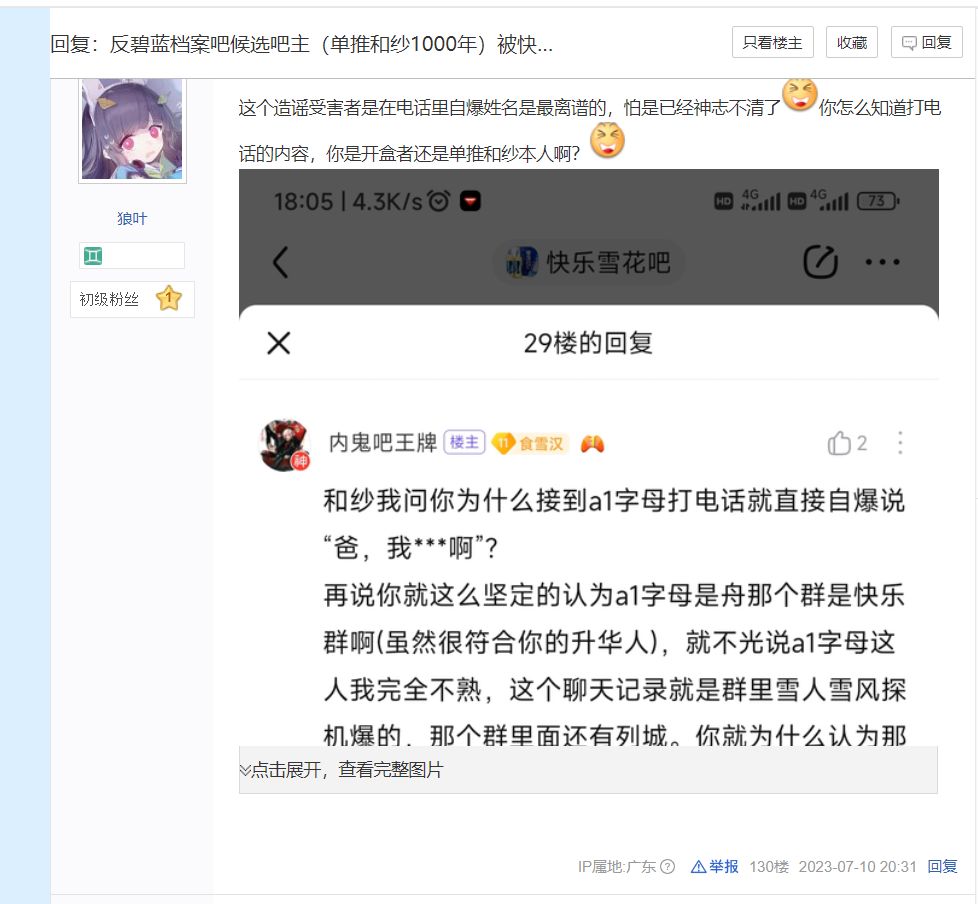 回复：反碧蓝档案吧候选吧主（单推和纱1000年）被快...
只看楼主
收藏
回复
狼叶
初级粉丝
1
这个造谣受害者是在电话里自爆姓名是最离谱的，怕是已经神志不清了 你怎么知道打电
话的内容，你是开盒者还是单推和纱本人啊？
18:05 | 4.3K/s HD 4G HD 4G 73
快乐雪花吧
29楼的回复
内鬼吧王牌 楼主 11 食雪汉
神
2
和纱我问你为什么接到a1字母打电话就直接自爆说
“爸，我***啊”？
再说你就这么坚定的认为a1字母是舟那个群是快乐
群啊(虽然很符合你的升华人)，就不光说a1字母这
人我完全不熟，这个聊天记录就是群里雪人雪风探
机爆的，那个群里面还有列城。你就为什么认为那
点击展开，查看完整图片
IP属地:广东 举报 130楼 2023-07-10 20:31 回复